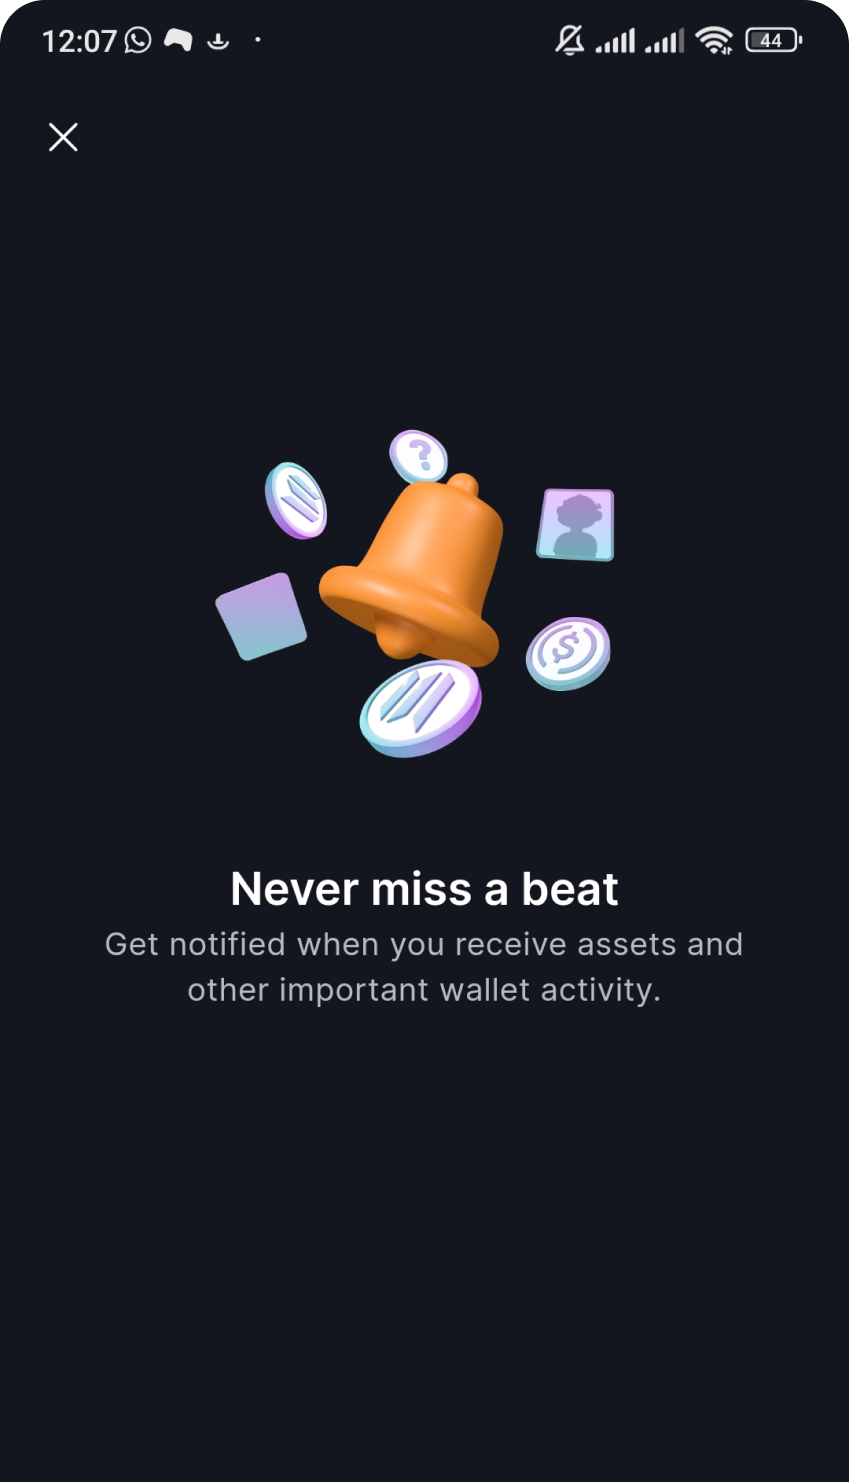 12:07
44
?
$
Never miss a beat
Get notified when you receive assets and
other important wallet activity.